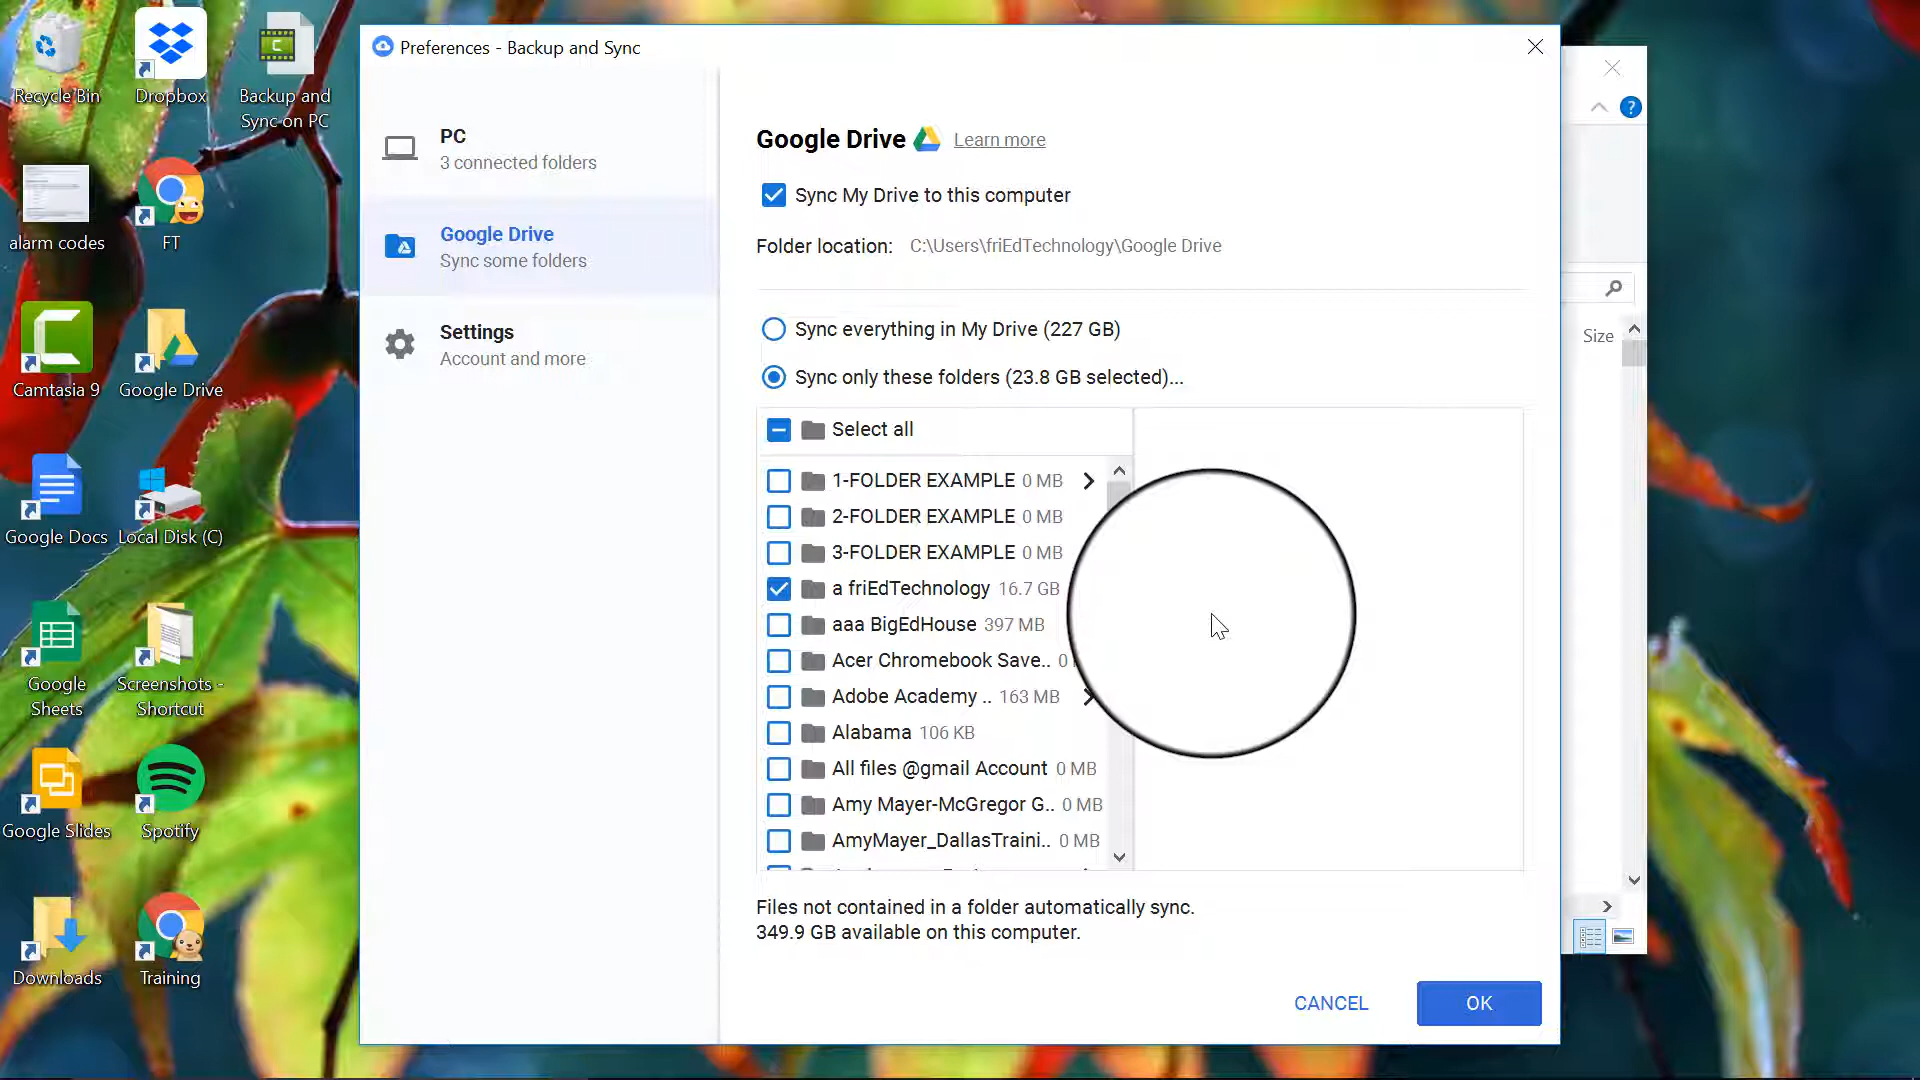 Recycle Bin
Dropbox
Backup and
Sync on PC
alarm codes
FT
Camtasia 9
Google Drive
Google Docs
Local Disk (C)
Google
Sheets
Screenshots -
Shortcut
Google Slides
Spotify
Downloads
Training
Preferences - Backup and Sync
PC
3 connected folders
Google Drive
Sync some folders
Settings
Account and more
Google Drive
Learn more
Sync My Drive to this computer
Folder location: C:\Users\friEdTechnology\Google Drive
Sync everything in My Drive (227 GB)
Sync only these folders (23.8 GB selected)...
Select all
1-FOLDER EXAMPLE 0 MB
2-FOLDER EXAMPLE 0 MB
3-FOLDER EXAMPLE 0 MB
a friEdTechnology 16.7 GB
aaa BigEdHouse 397 MB
Acer Chromebook Save.. 0
Adobe Academy .. 163 MB
Alabama 106 KB
All files @gmail Account 0 MB
Amy Mayer-McGregor G.. 0 MB
AmyMayer_DallasTraini.. 0 MB
Files not contained in a folder automatically sync.
349.9 GB available on this computer.
CANCEL
OK
Size